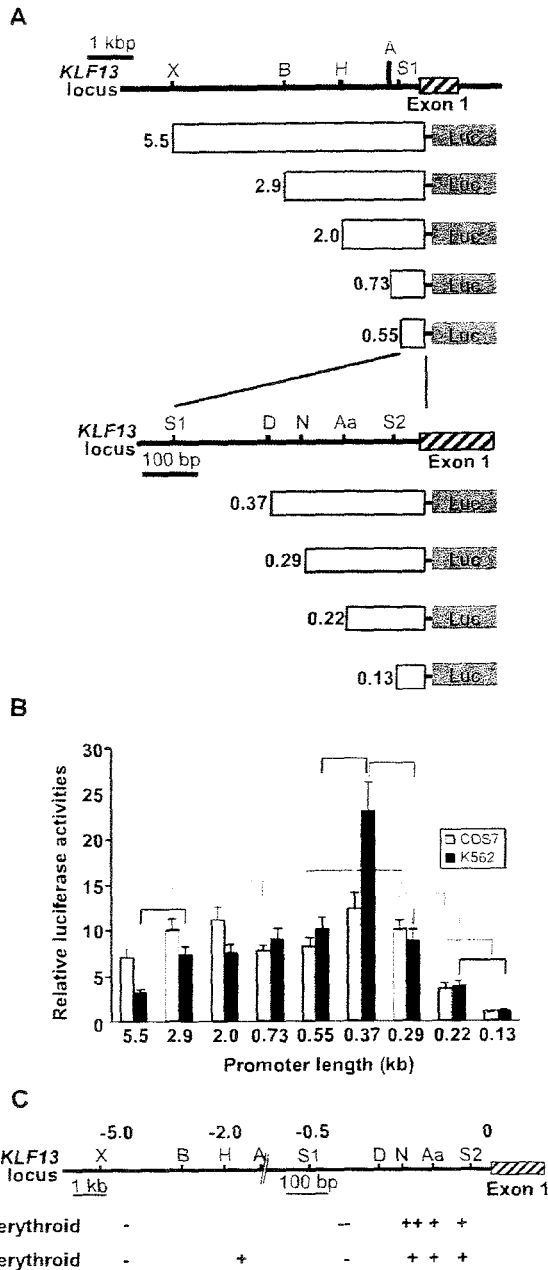 A
1 kbp
KLF13 locus
X B H A S1
Exon 1
5.5 Luc
2.9 Luc
2.0 Luc
0.73 Luc
0.55 Luc
KLF13 locus
S1 D N Aa S2
100 bp
Exon 1
0.37 Luc
0.29 Luc
0.22 Luc
0.13 Luc
B
Relative luciferase activities
30
25
20
15
10
5
0
COS7
K562
5.5 2.9 2.0 0.73 0.55 0.37 0.29 0.22 0.13
Promoter length (kb)
C
-5.0 -2.0 -0.5 0
KLF13 locus
X B H A S1 D N Aa S2
1 kb 100 bp Exon 1
erythroid - -- ++ + +
erythroid - + - + + +